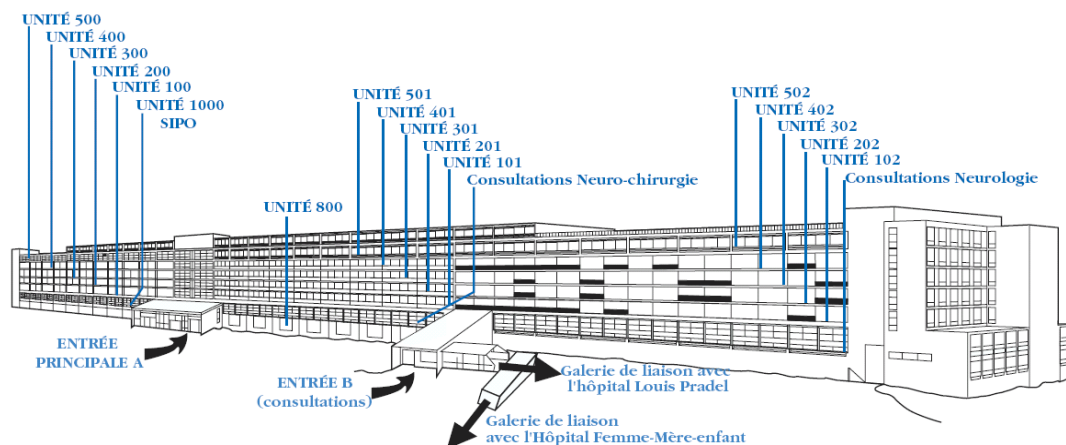 UNITÉ 500
UNITÉ 400
UNITÉ 300
UNITÉ 200
UNITÉ 100
UNITÉ 1000
SIPO
UNITÉ 501
UNITÉ 401
UNITÉ 301
UNITÉ 201
UNITÉ 101
Consultations Neuro-chirurgie
UNITÉ 502
UNITÉ 402
UNITÉ 302
UNITÉ 202
UNITÉ 102
Consultations Neurologie
UNITÉ 800
ENTRÉE
PRINCIPALE A
ENTRÉE B
(consultations)
Galerie de liaison avec
l'hôpital Louis Pradel
Galerie de liaison
avec l'Hôpital Femme-Mère-enfant